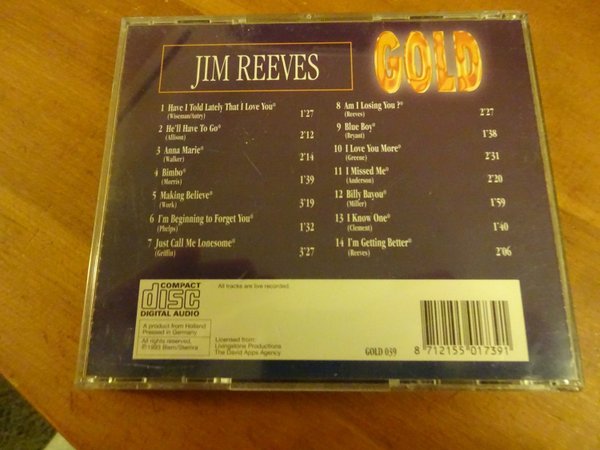 JIM REEVES
GOLD
1 Have I Told Lately That I Love You*
(Wiseman/Autry)
1'27
2 He'll Have To Go*
(Allison)
2'12
3 Anna Marie*
(Walker)
2'14
4 Bimbo*
(Morris)
1'39
5 Making Believe*
(Work)
3'19
6 I'm Beginning to Forget You*
(Phelps)
1'32
7 Just Call Me Lonesome*
(Griffin)
3'27
8 Am I Losing You ?*
(Reeves)
2'27
9 Blue Boy*
(Bryant)
1'38
10 I Love You More*
(Greene)
2'31
11 I Missed Me*
(Anderson)
2'20
12 Billy Bayou*
(Miller)
1'59
13 I Know One*
(Clement)
1'40
14 I'm Getting Better*
(Reeves)
2'06
COMPACT
disc
DIGITAL AUDIO
All tracks are live recorded.
A product from Holland
Pressed in Germany
All rights reserved.
©1993 Biem/Stemra
Licensed from:
Livingstone Productions
The David Apps Agency
GOLD 039
8 712155 017391